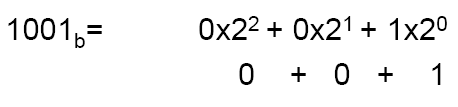 1001b= 0x2² + 0x2¹ + 1x2⁰
0 + 0 + 1